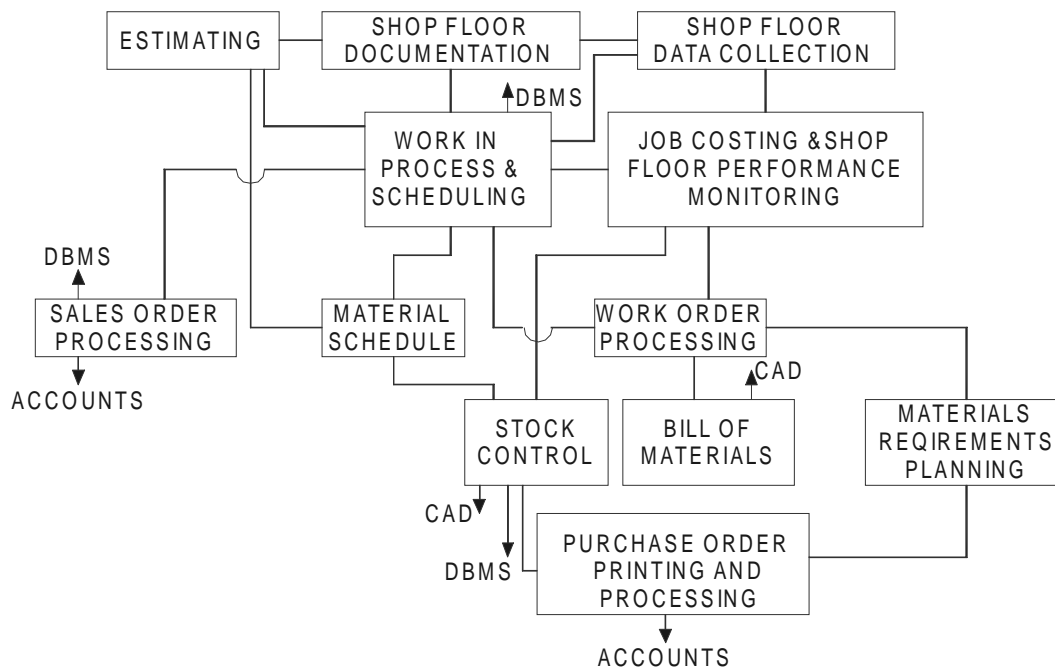 ESTIMATING
SHOP FLOOR
DOCUMENTATION
SHOP FLOOR
DATA COLLECTION
DBMS
WORK IN
PROCESS &
SCHEDULING
JOB COSTING &SHOP
FLOOR PERFORMANCE
MONITORING
DBMS
SALES ORDER
PROCESSING
MATERIAL
SCHEDULE
WORK ORDER
PROCESSING
CAD
ACCOUNTS
STOCK
CONTROL
BILL OF
MATERIALS
MATERIALS
REQIREMENTS
PLANNING
CAD
DBMS
PURCHASE ORDER
PRINTING AND
PROCESSING
ACCOUNTS